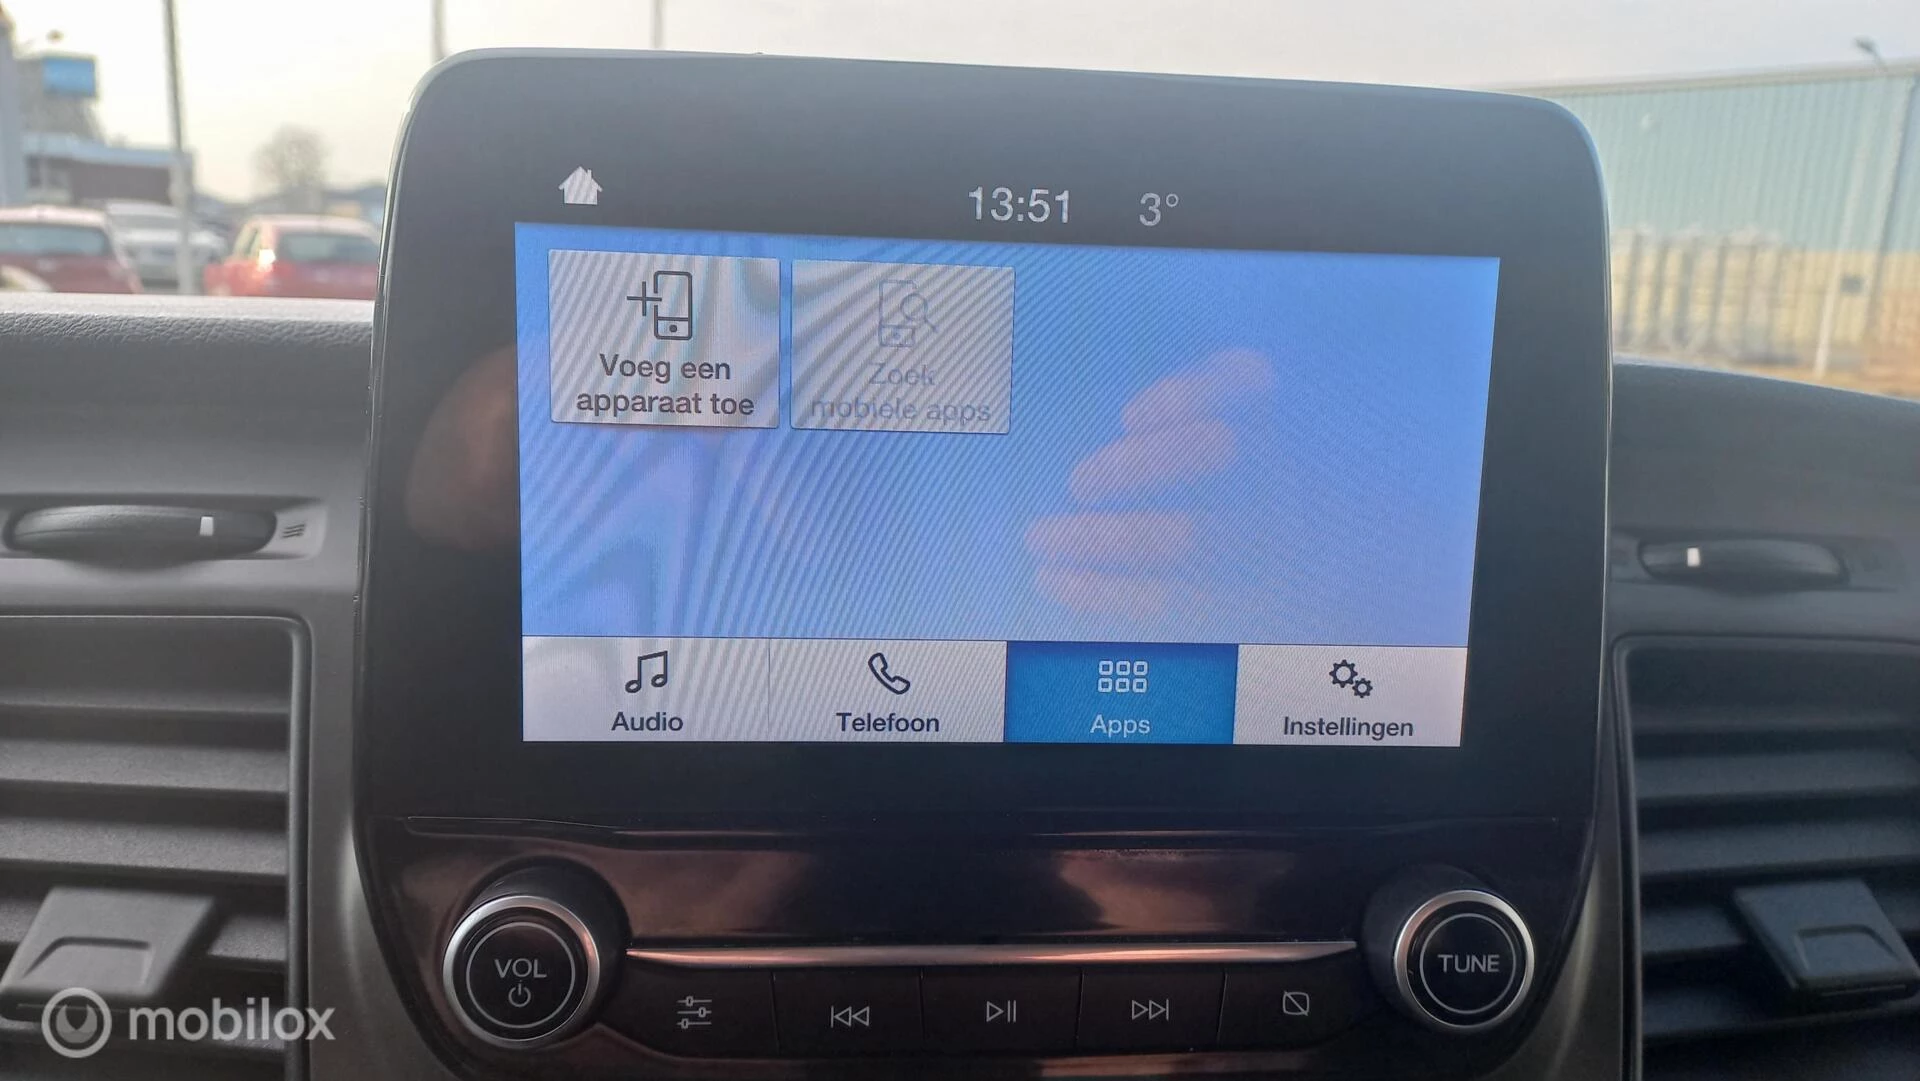 13:51 3°
Voeg een
apparaat toe
Zoek
mobiele apps
Audio
Telefoon
Apps
Instellingen
VOL
TUNE
mobilox